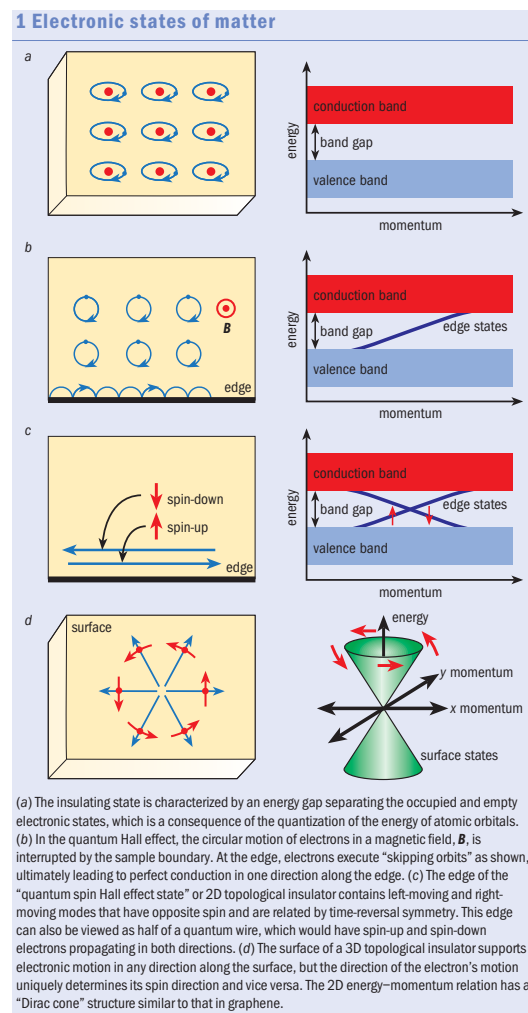 1 Electronic states of matter
a
energy
conduction band
band gap
valence band
momentum
b
B
edge
energy
conduction band
band gap
edge states
valence band
momentum
c
spin-down
spin-up
edge
energy
conduction band
band gap
edge states
valence band
momentum
d
surface
energy
y momentum
x momentum
surface states
(a) The insulating state is characterized by an energy gap separating the occupied and empty
electronic states, which is a consequence of the quantization of the energy of atomic orbitals.
(b) In the quantum Hall effect, the circular motion of electrons in a magnetic field, B, is
interrupted by the sample boundary. At the edge, electrons execute “skipping orbits” as shown,
ultimately leading to perfect conduction in one direction along the edge. (c) The edge of the
“quantum spin Hall effect state” or 2D topological insulator contains left-moving and right-
moving modes that have opposite spin and are related by time-reversal symmetry. This edge
can also be viewed as half of a quantum wire, which would have spin-up and spin-down
electrons propagating in both directions. (d) The surface of a 3D topological insulator supports
electronic motion in any direction along the surface, but the direction of the electron’s motion
uniquely determines its spin direction and vice versa. The 2D energy–momentum relation has a
“Dirac cone” structure similar to that in graphene.